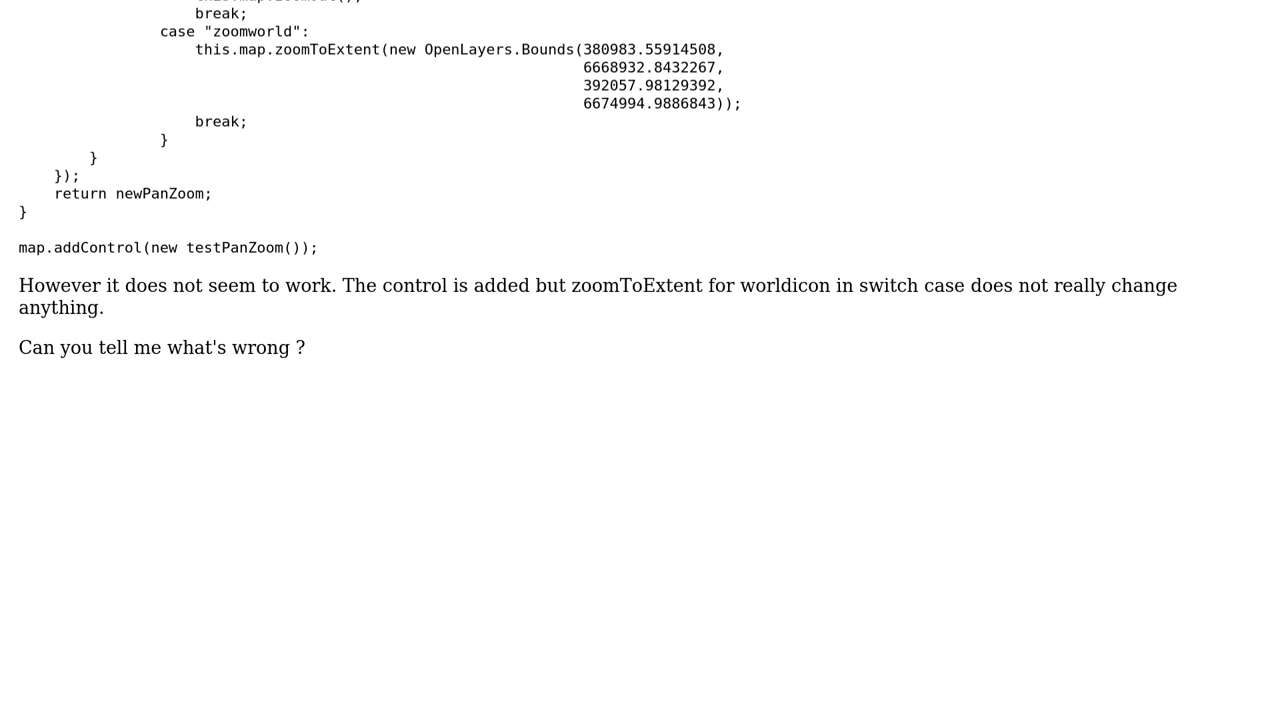 break;
case "zoomworld":
this.map.zoomToExtent(new OpenLayers.Bounds(380983.55914508,
6668932.8432267,
392057.98129392,
6674994.9886843));
break;
}
}
});
return newPanZoom;
}
map.addControl(new testPanZoom());
However it does not seem to work. The control is added but zoomToExtent for worldicon in switch case does not really change
anything.
Can you tell me what's wrong ?